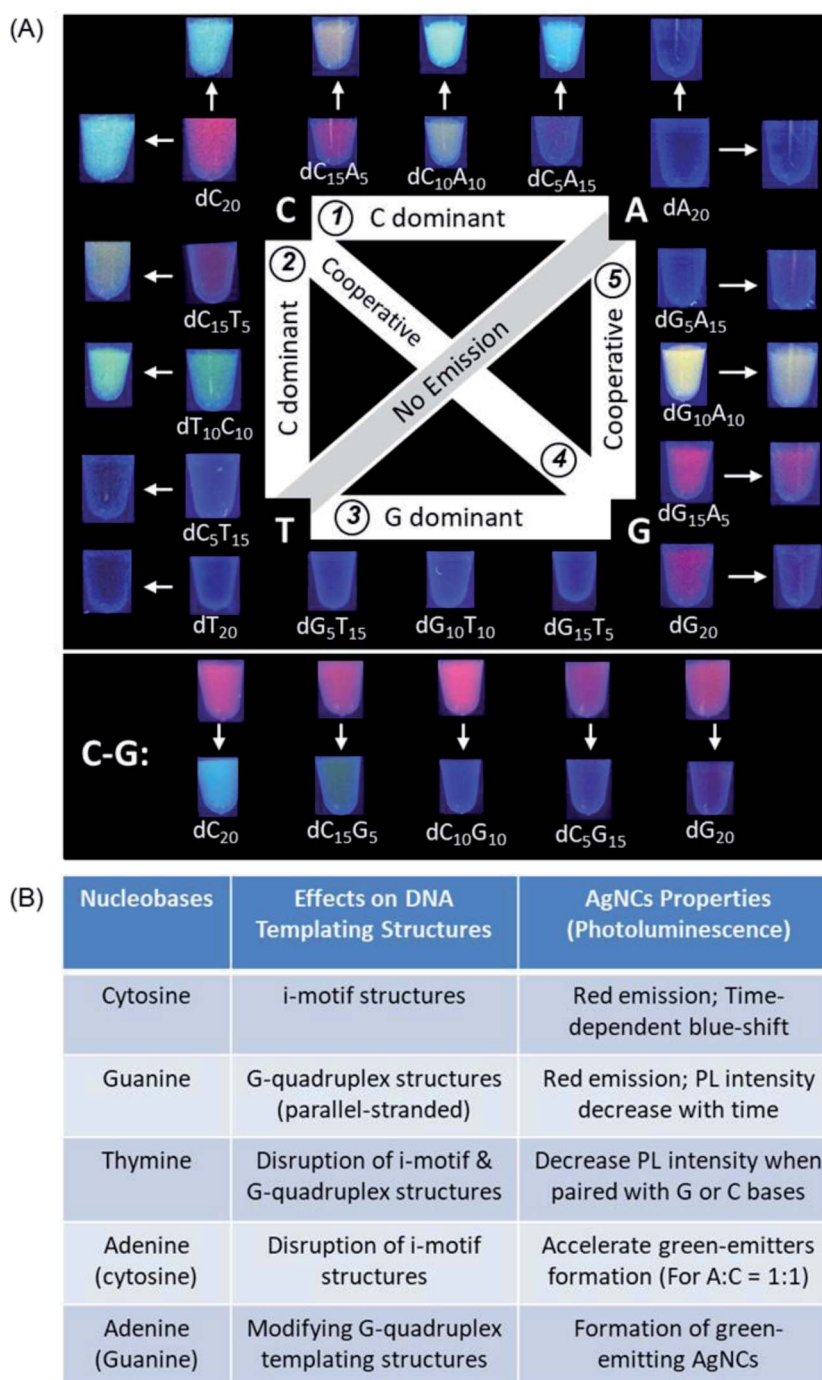 (A)
dC₂₀
dC₁₅A₅
dC₁₀A₁₀
dC₅A₁₅
dA₂₀
C
① C dominant
A
② Cooperative
C dominant
No Emission
⑤
Cooperative
④
③ G dominant
T
G
dC₁₅T₅
dT₁₀C₁₀
dC₅T₁₅
dT₂₀
dG₅T₁₅
dG₁₀T₁₀
dG₁₅T₅
dG₅A₁₅
dG₁₀A₁₀
dG₁₅A₅
dG₂₀
C-G:
dC₂₀
dC₁₅G₅
dC₁₀G₁₀
dC₅G₁₅
dG₂₀
(B)
Nucleobases
Effects on DNA
Templating Structures
AgNCs Properties
(Photoluminescence)
Cytosine
i-motif structures
Red emission; Time-
dependent blue-shift
Guanine
G-quadruplex structures
(parallel-stranded)
Red emission; PL intensity
decrease with time
Thymine
Disruption of i-motif &
G-quadruplex structures
Decrease PL intensity when
paired with G or C bases
Adenine
(cytosine)
Disruption of i-motif
structures
Accelerate green-emitters
formation (For A:C = 1:1)
Adenine
(Guanine)
Modifying G-quadruplex
templating structures
Formation of green-
emitting AgNCs